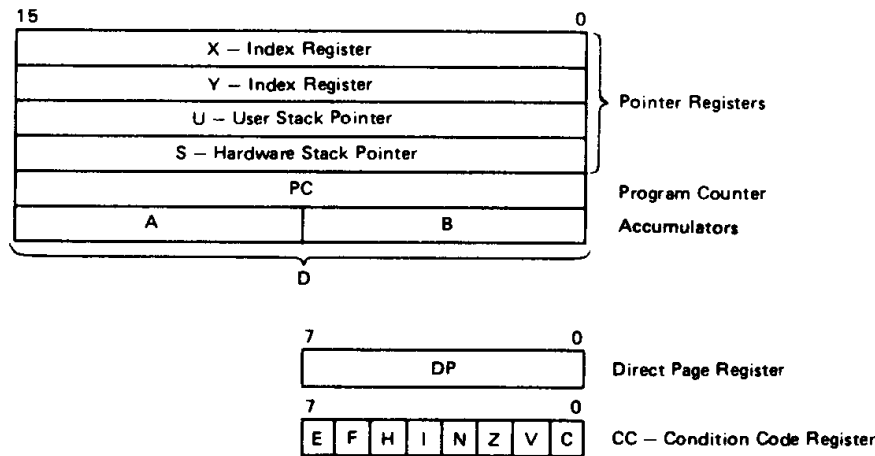 15 0
X – Index Register
Y – Index Register
U – User Stack Pointer
S – Hardware Stack Pointer
Pointer Registers
PC
Program Counter
A B
Accumulators
D
7 0
DP
Direct Page Register
7 0
E F H I N Z V C
CC – Condition Code Register